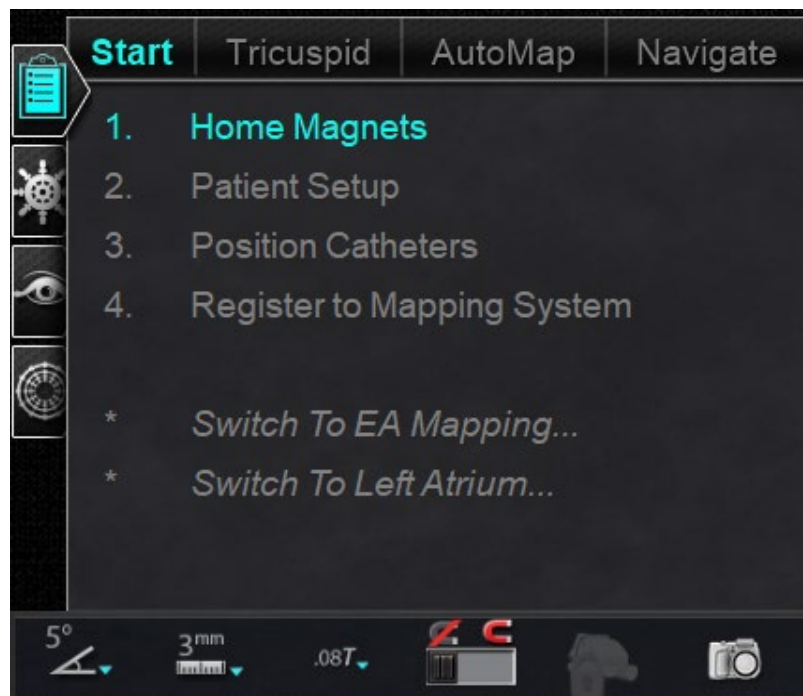 Start Tricuspid AutoMap Navigate
1. Home Magnets
2. Patient Setup
3. Position Catheters
4. Register to Mapping System
* Switch To EA Mapping...
* Switch To Left Atrium...
5° 3mm .08T